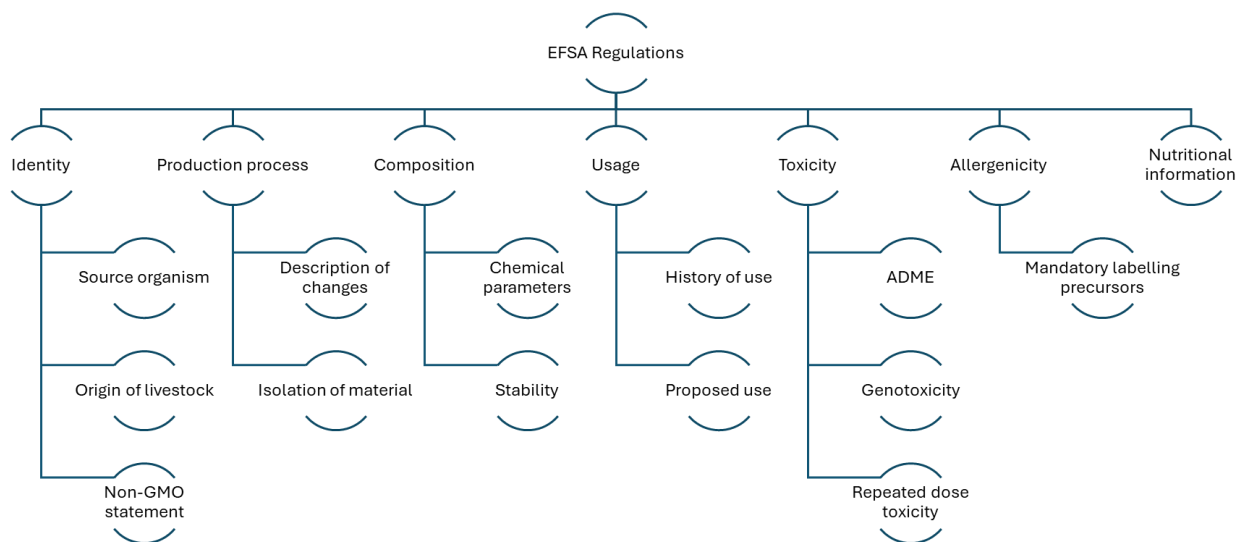 EFSA Regulations
Identity
Production process
Composition
Usage
Toxicity
Allergenicity
Nutritional
information
Source organism
Description of
changes
Chemical
parameters
History of use
ADME
Mandatory labelling
precursors
Origin of livestock
Isolation of material
Stability
Proposed use
Genotoxicity
Non-GMO
statement
Repeated dose
toxicity